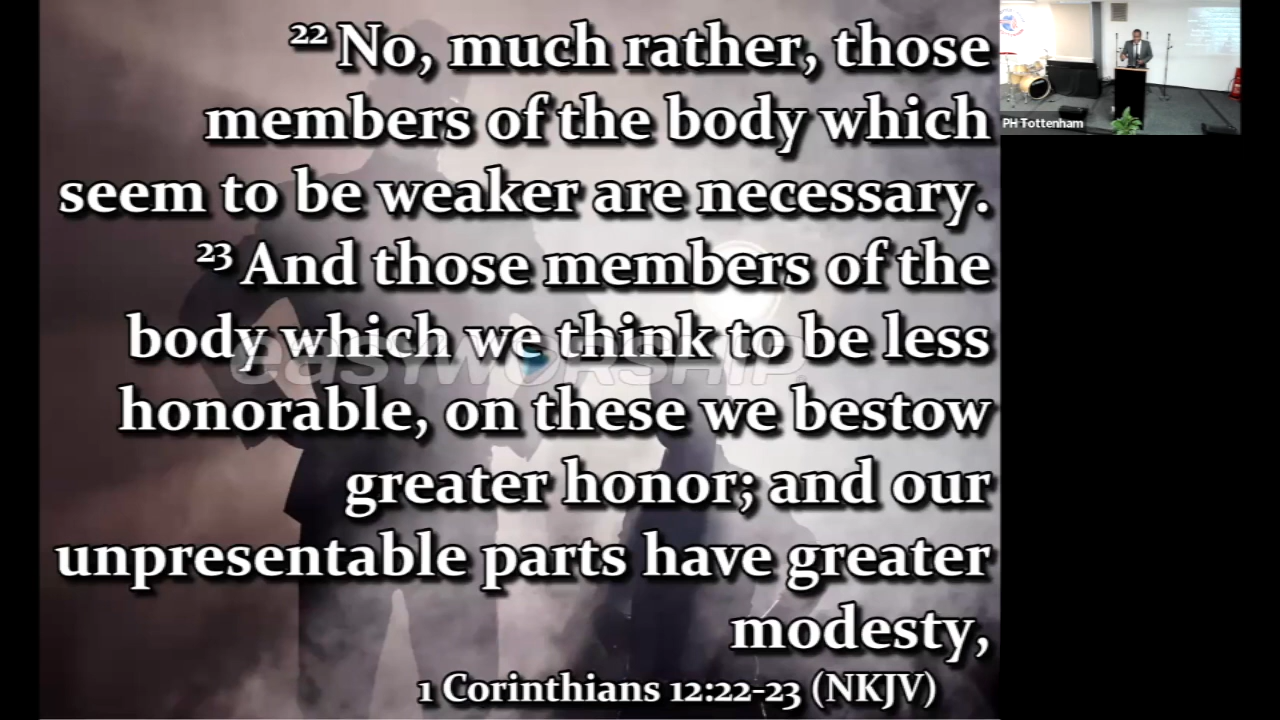 22 No, much rather, those
members of the body which
seem to be weaker are necessary.
23 And those members of the
body which we think to be less
honorable, on these we bestow
greater honor; and our
unpresentable parts have greater
modesty,
1 Corinthians 12:22-23 (NKJV)
easyworship
PH Tottenham